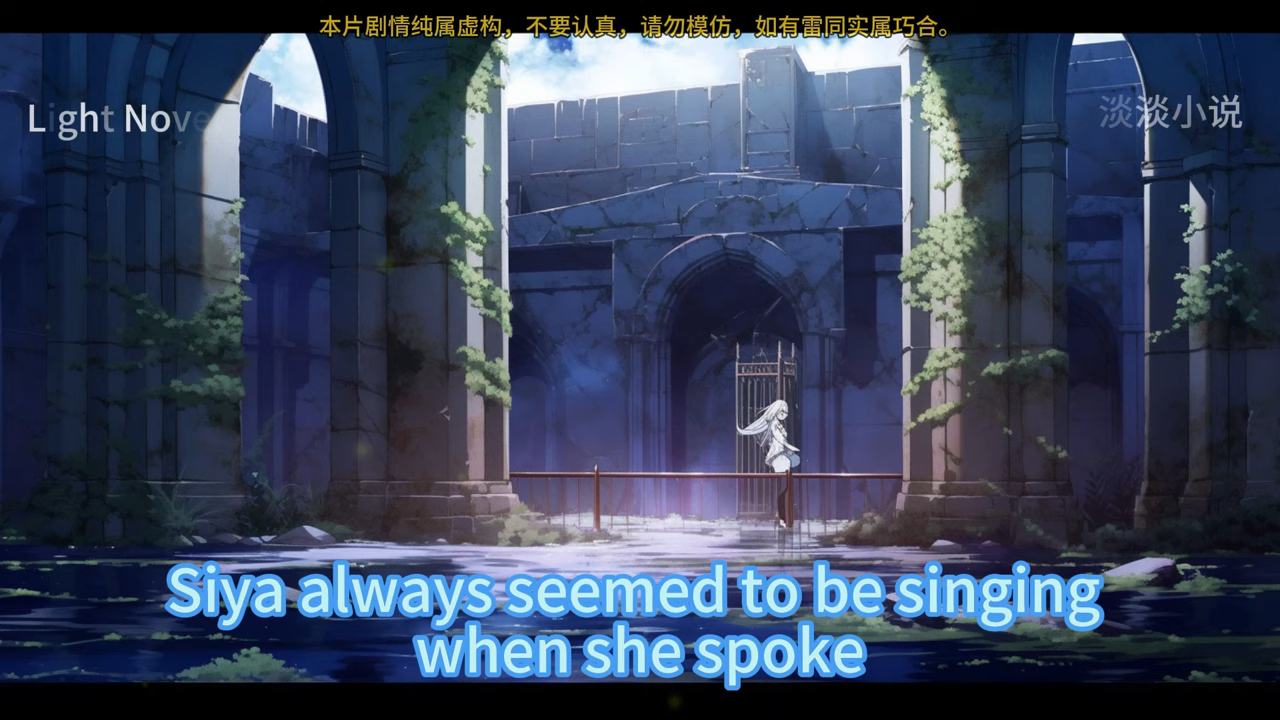 本片剧情纯属虚构，不要认真，请勿模仿，如有雷同实属巧合。
Light Nove
淡淡小说
Siya always seemed to be singing
when she spoke